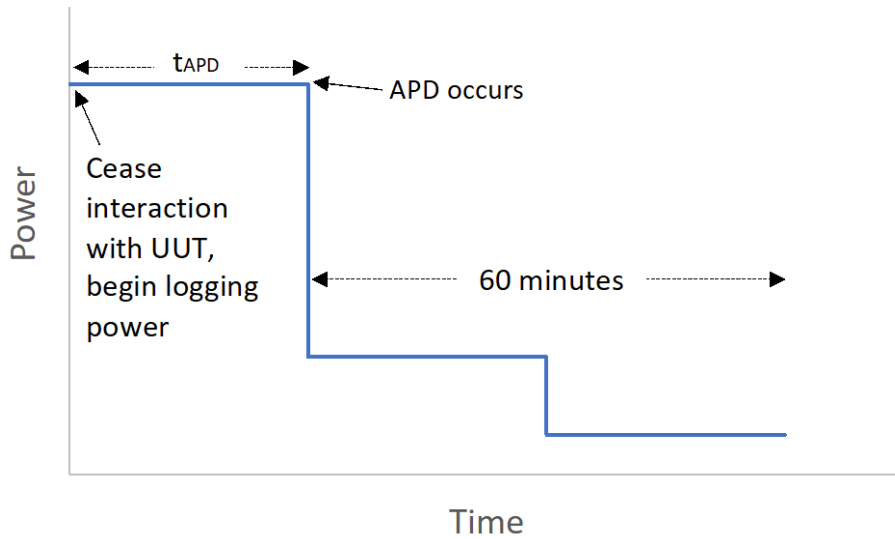 tAPD
APD occurs
Cease
interaction
with UUT,
begin logging
power
60 minutes
Power
Time